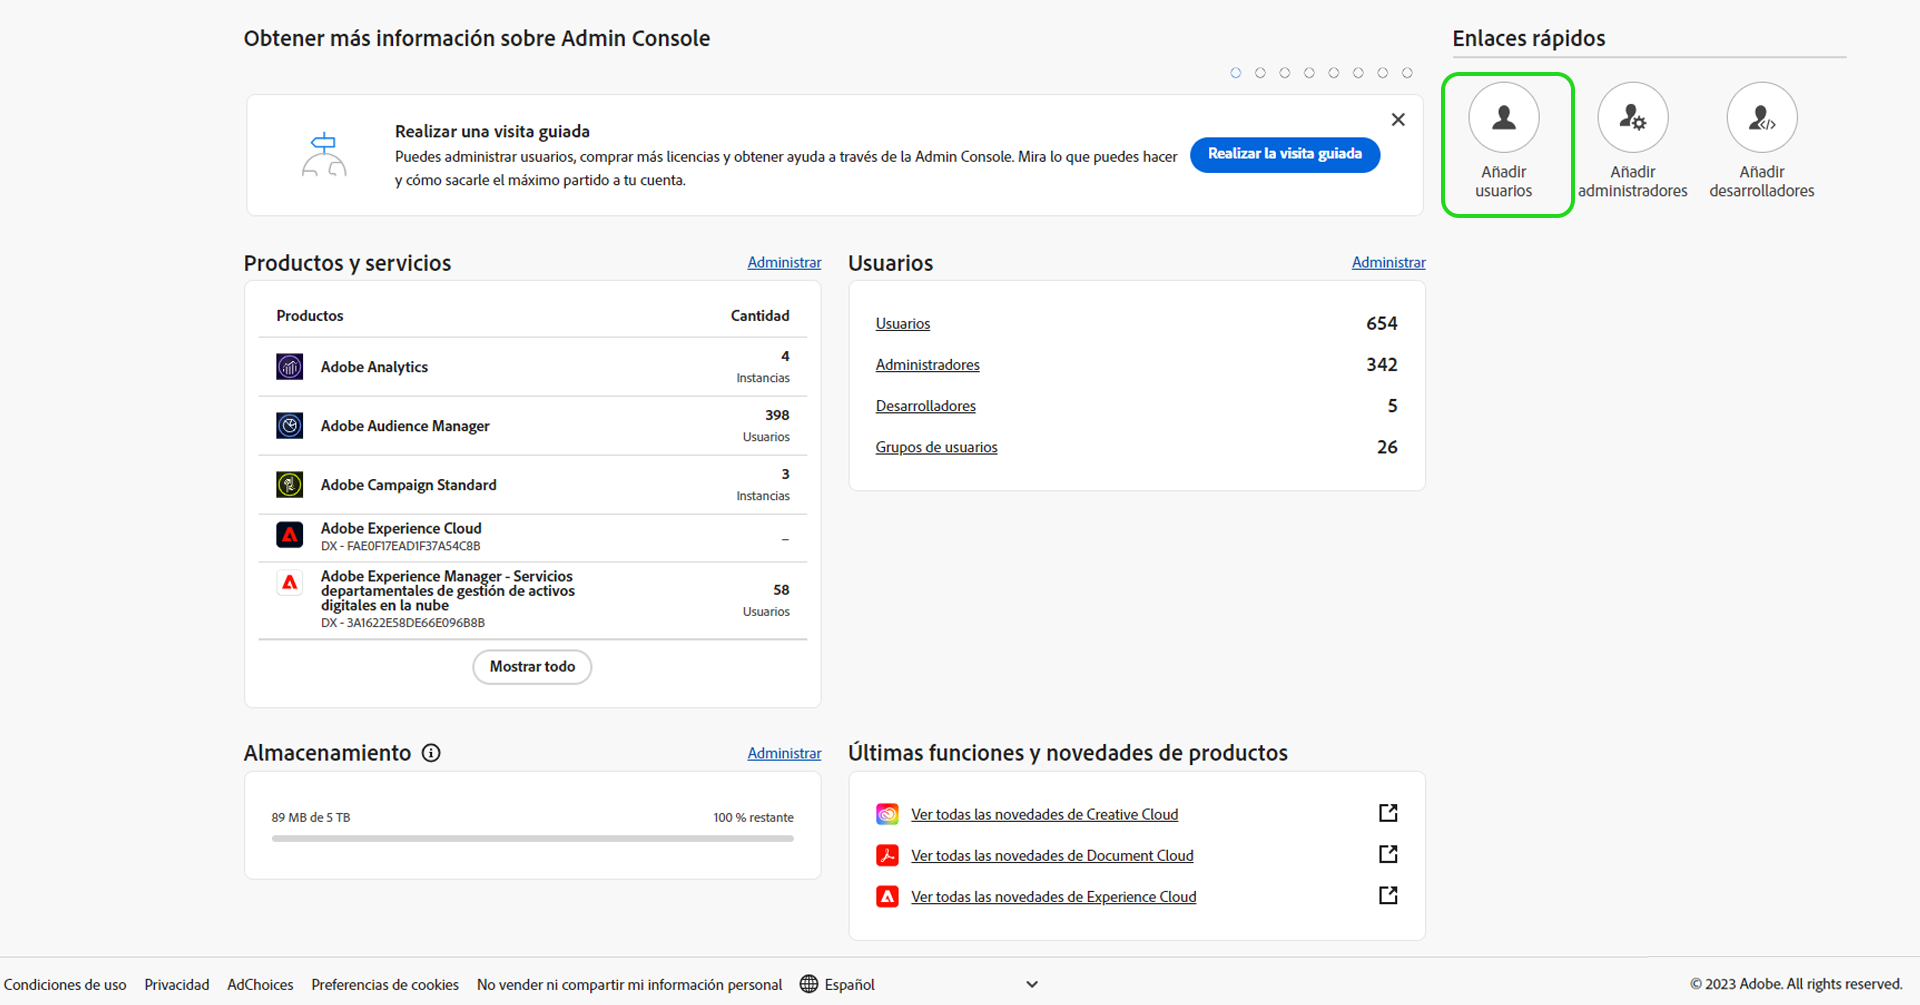 Obtener más información sobre Admin Console
Enlaces rápidos
Realizar una visita guiada
Puedes administrar usuarios, comprar más licencias y obtener ayuda a través de la Admin Console. Mira lo que puedes hacer
y cómo sacarle el máximo partido a tu cuenta.
Realizar la visita guiada
Añadir
usuarios
Añadir
administradores
Añadir
desarrolladores
Productos y servicios
Administrar
Productos
Cantidad
Adobe Analytics
4
Instancias
Adobe Audience Manager
398
Usuarios
Adobe Campaign Standard
3
Instancias
Adobe Experience Cloud
DX - FAE0F17EAD1F37A54C8B
–
Adobe Experience Manager - Servicios
departamentales de gestión de activos
digitales en la nube
DX - 3A1622E58DE66E096B8B
58
Usuarios
Mostrar todo
Usuarios
Administrar
Usuarios 654
Administradores 342
Desarrolladores 5
Grupos de usuarios 26
Almacenamiento
Administrar
89 MB de 5 TB
100 % restante
Últimas funciones y novedades de productos
Ver todas las novedades de Creative Cloud
Ver todas las novedades de Document Cloud
Ver todas las novedades de Experience Cloud
Condiciones de uso Privacidad AdChoices Preferencias de cookies No vender ni compartir mi información personal Español
© 2023 Adobe. All rights reserved.